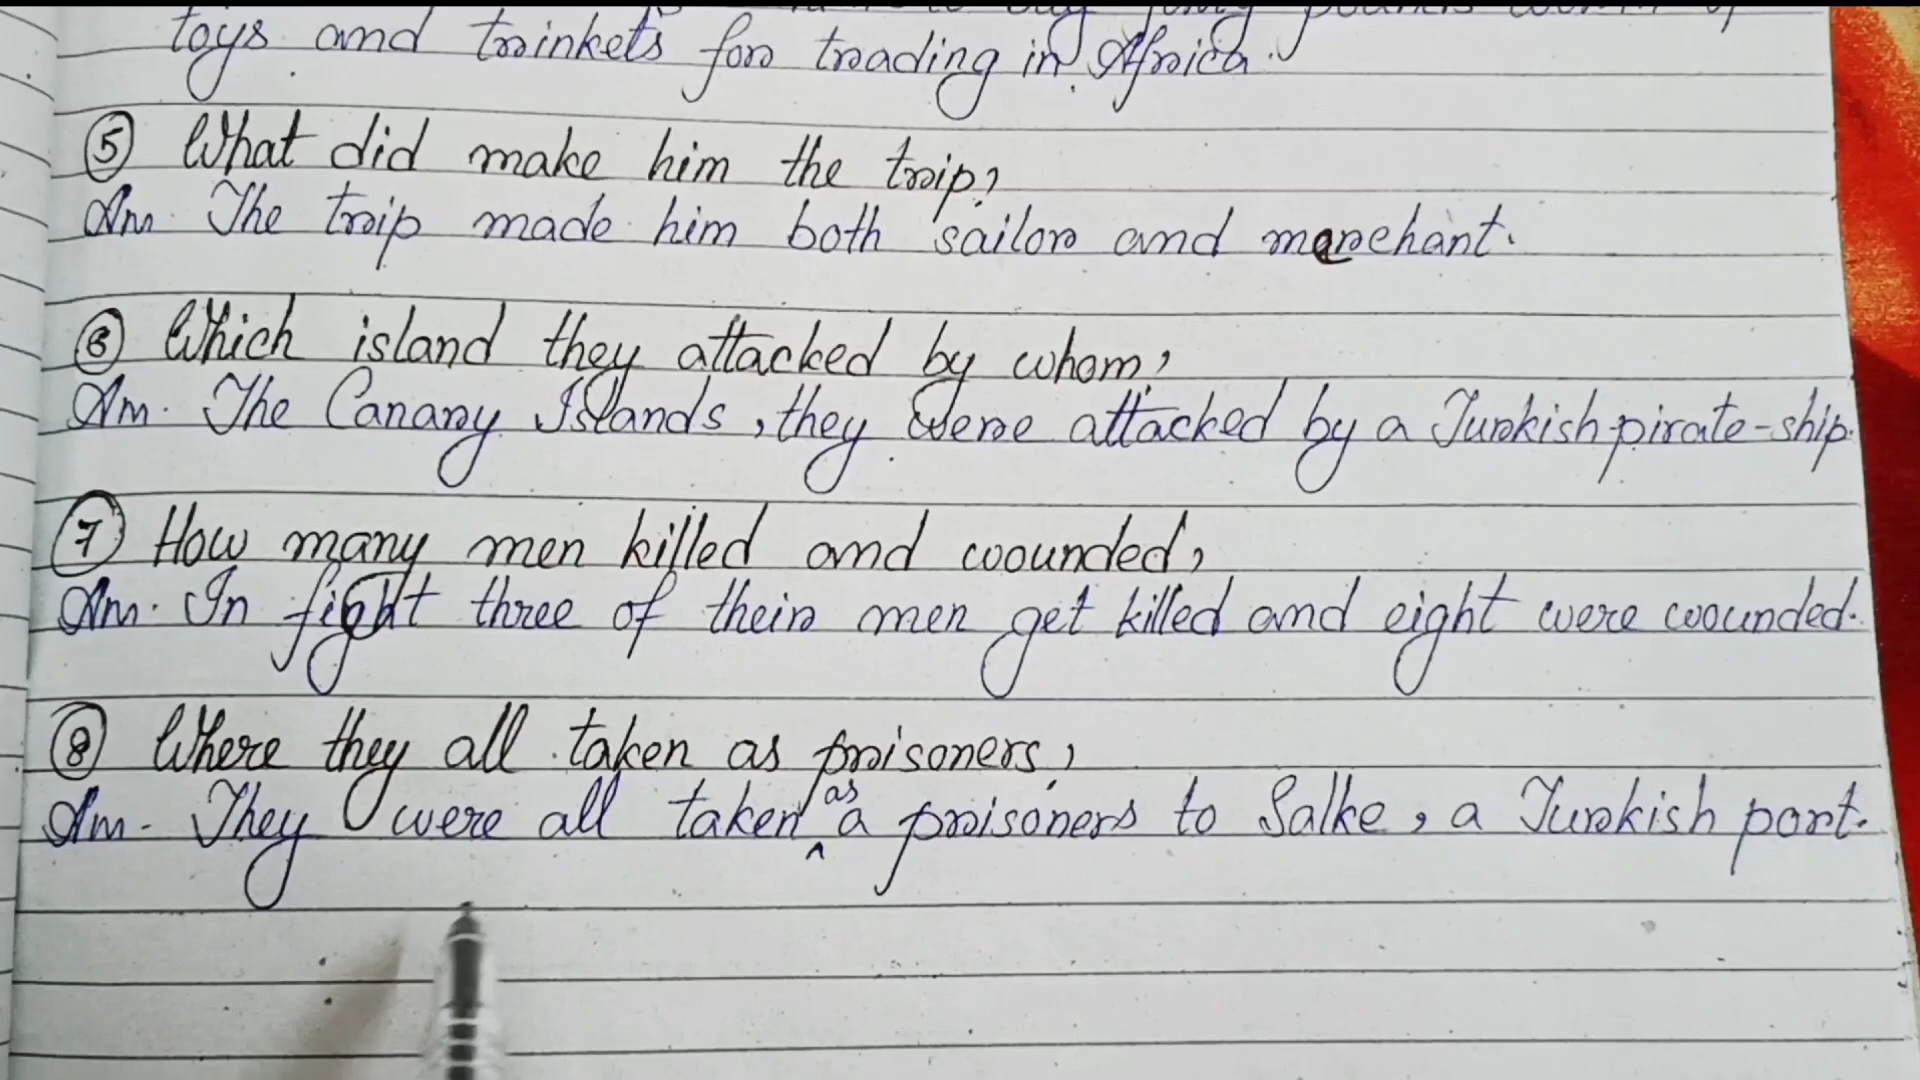 toys and trinkets for trading in Africa.
⑤ What did make him the trip?
Ans. The trip made him both sailor and merchant.
⑥ Which island they attacked by whom?
Ans. The Canary Islands, they were attacked by a Turkish pirate-ship.
⑦ How many men killed and woounded?
Ans. In fight three of their men get killed and eight were woounded.
⑧ Where they all taken as prisoners?
Ans. They were all taken as a prisoners to Salke, a Turkish port.